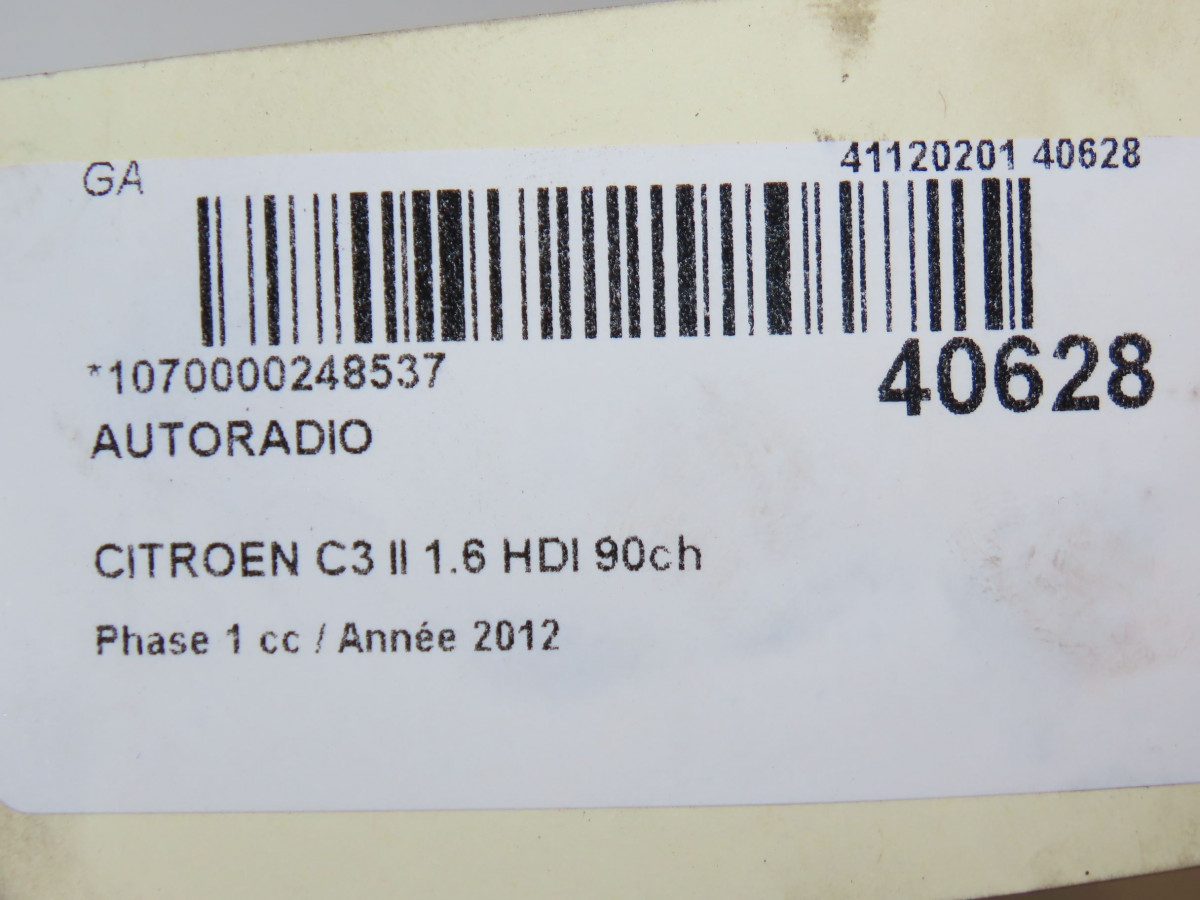 GA
41120201 40628
*1070000248537
40628
AUTORADIO
CITROEN C3 II 1.6 HDI 90ch
Phase 1 cc / Année 2012